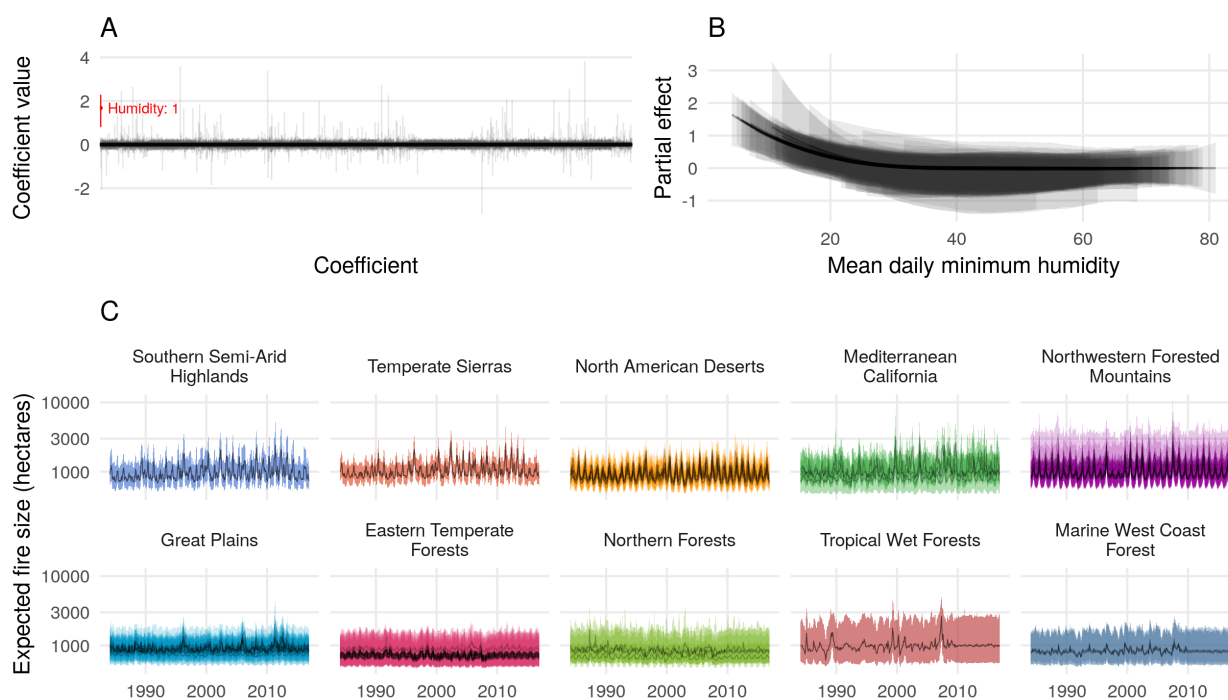 A
B
Coefficient value
4
2
0
-2
Humidity: 1
Coefficient
Partial effect
3
2
1
0
-1
20
40
60
80
Mean daily minimum humidity
C
Expected fire size (hectares)
Southern Semi-Arid
Highlands
Temperate Sierras
North American Deserts
Mediterranean
California
Northwestern Forested
Mountains
10000
3000
1000
Great Plains
Eastern Temperate
Forests
Northern Forests
Tropical Wet Forests
Marine West Coast
Forest
10000
3000
1000
1990 2000 2010
1990 2000 2010
1990 2000 2010
1990 2000 2010
1990 2000 2010